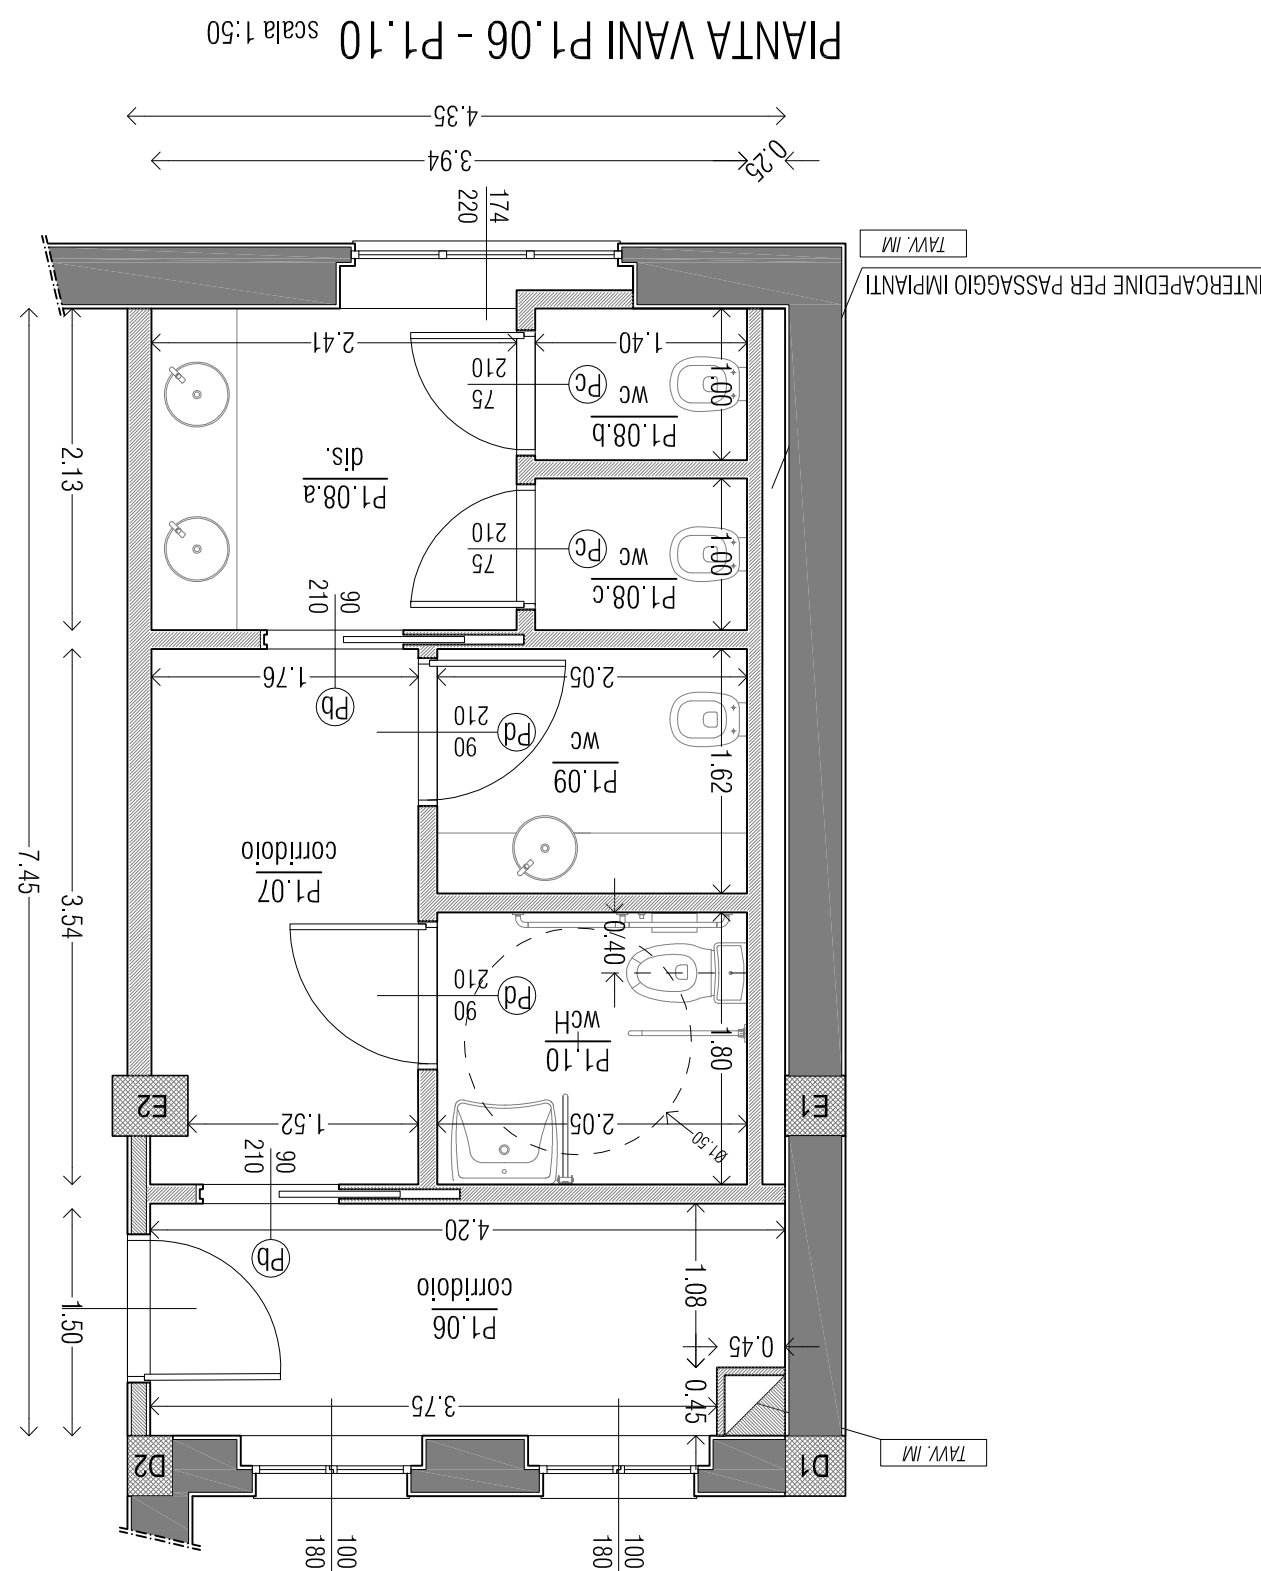 100
180
100
180
D1
D2
TAVV. IM
3.75
0.45
0.45
1.08
P1.06
corridoio
1.50
4.20
Pb
90
210
E1
E2
2.05
1.52
Ø1.50
1.80
P1.10
wcH
Pd
90
210
0.40
P1.07
corridoio
3.54
7.45
P1.09
wc
1.62
Pd
90
210
2.05
1.76
Pb
90
210
P1.08.c
wc
1.00
Pc
75
210
P1.08.a
dis.
2.13
P1.08.b
wc
1.00
Pc
75
210
1.40
2.41
INTERCAPEDINE PER PASSAGGIO IMPIANTI
TAVV. IM
174
220
0.25
3.94
4.35
PIANTA VANI P1.06 - P1.10 scala 1:50